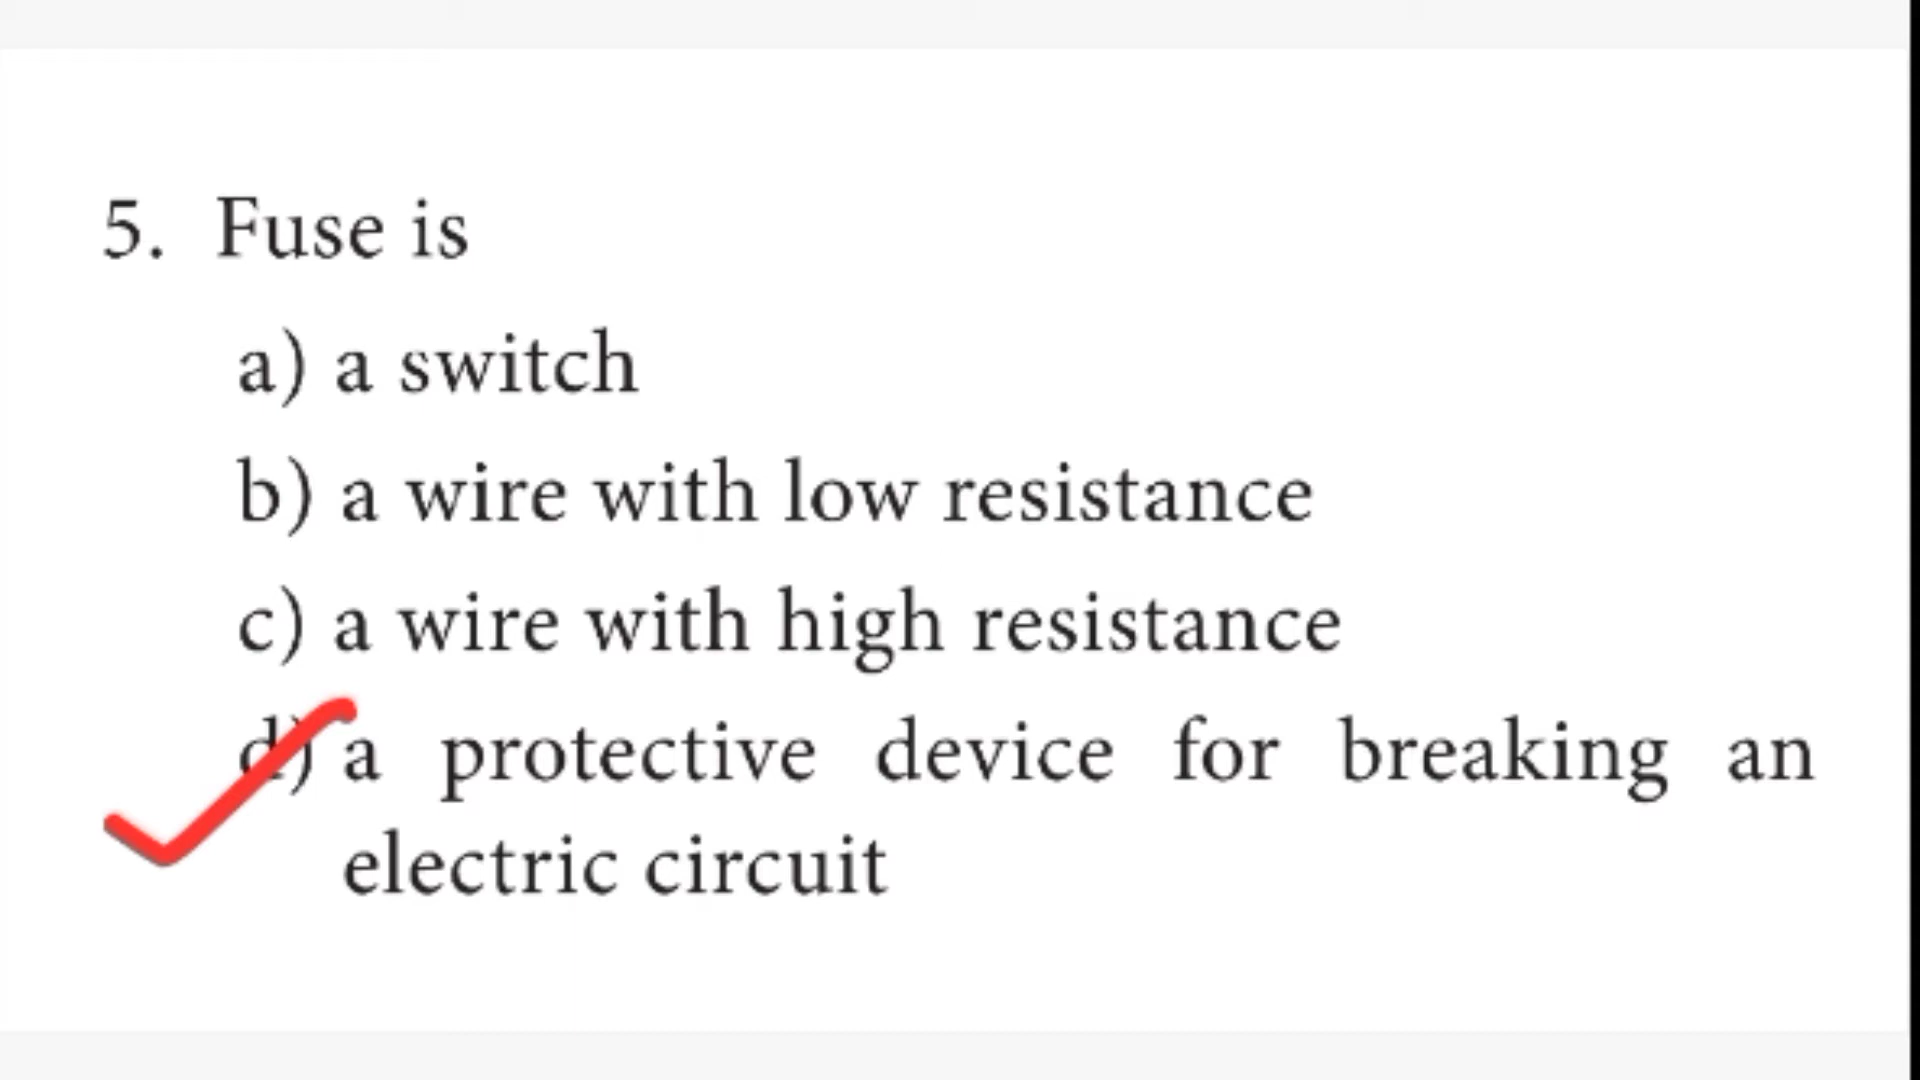 5. Fuse is
a) a switch
b) a wire with low resistance
c) a wire with high resistance
d) a protective device for breaking an
electric circuit